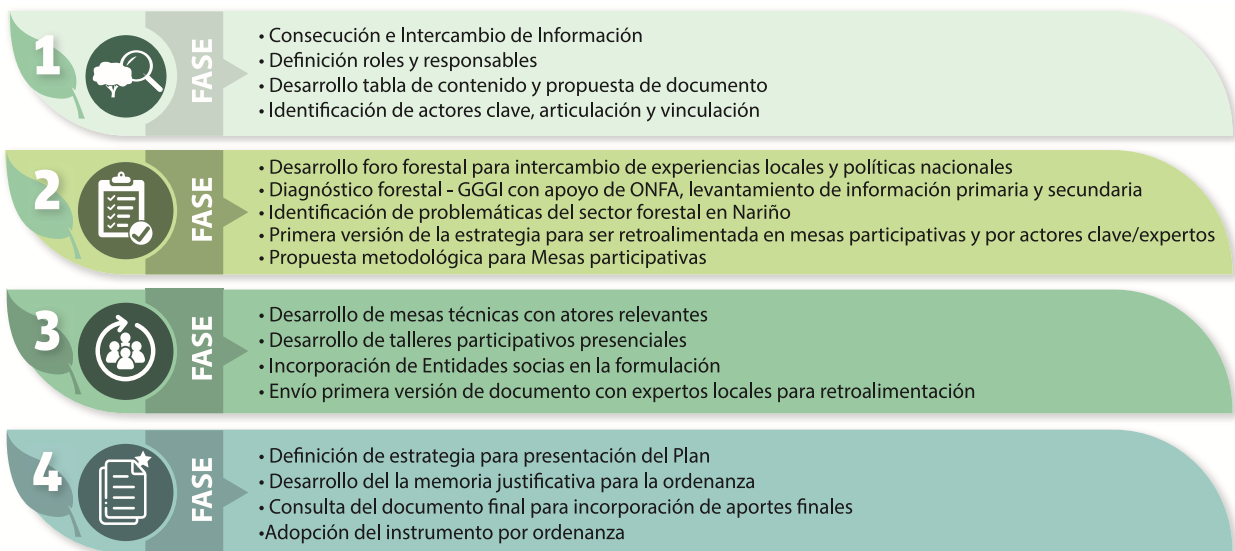 1
FASE
• Consecución e Intercambio de Información
• Definición roles y responsables
• Desarrollo tabla de contenido y propuesta de documento
• Identificación de actores clave, articulación y vinculación
2
FASE
• Desarrollo foro forestal para intercambio de experiencias locales y políticas nacionales
• Diagnóstico forestal - GGGI con apoyo de ONFA, levantamiento de información primaria y secundaria
• Identificación de problemáticas del sector forestal en Nariño
• Primera versión de la estrategia para ser retroalimentada en mesas participativas y por actores clave/expertos
• Propuesta metodológica para Mesas participativas
3
FASE
• Desarrollo de mesas técnicas con atores relevantes
• Desarrollo de talleres participativos presenciales
• Incorporación de Entidades socias en la formulación
• Envío primera versión de documento con expertos locales para retroalimentación
4
FASE
• Definición de estrategia para presentación del Plan
• Desarrollo del la memoria justificativa para la ordenanza
• Consulta del documento final para incorporación de aportes finales
•Adopción del instrumento por ordenanza